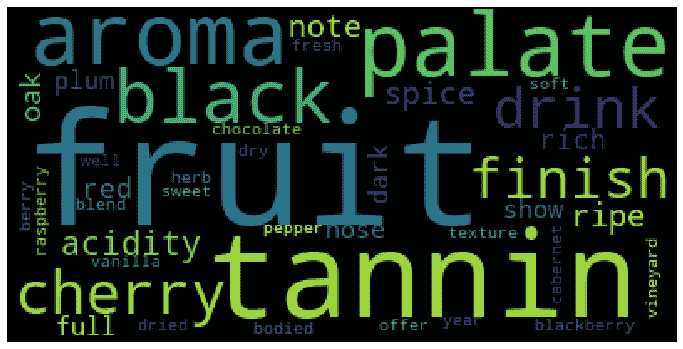 aroma note palate
fresh
oak plum black spice soft drink
chocolate rich
fruit
well dry dark finish
berry raspberry red herb sweet
blend show ripe
pepper nose texture
acidity
vanilla tannin cabernet vineyard
cherry
full dried bodied offer year blackberry